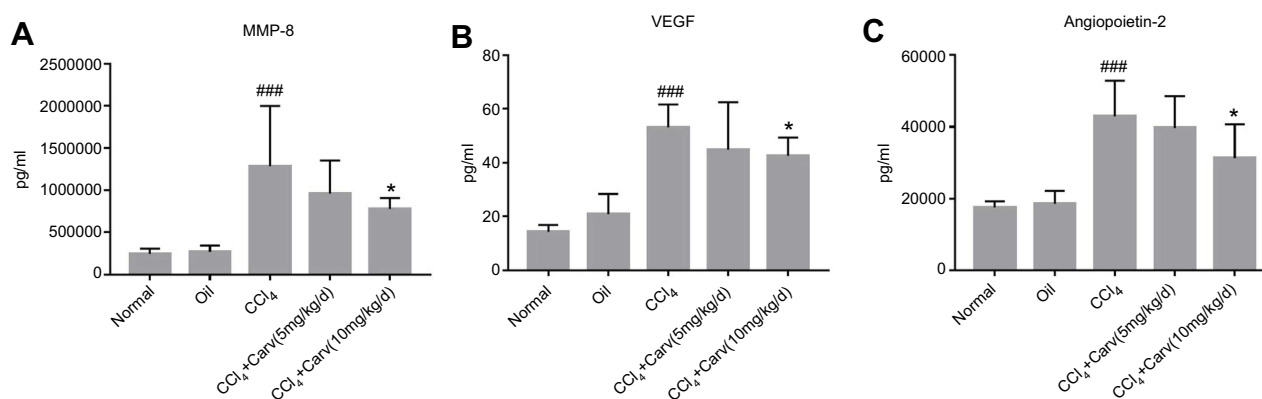 A
MMP-8
pg/ml
2500000
2000000
1500000
1000000
500000
0
###
*
Normal
Oil
CCl₄
CCl₄+Carv(5mg/kg/d)
CCl₄+Carv(10mg/kg/d)
B
VEGF
pg/ml
80
60
40
20
0
###
*
Normal
Oil
CCl₄
CCl₄+Carv(5mg/kg/d)
CCl₄+Carv(10mg/kg/d)
C
Angiopoietin-2
pg/ml
60000
40000
20000
0
###
*
Normal
Oil
CCl₄
CCl₄+Carv(5mg/kg/d)
CCl₄+Carv(10mg/kg/d)